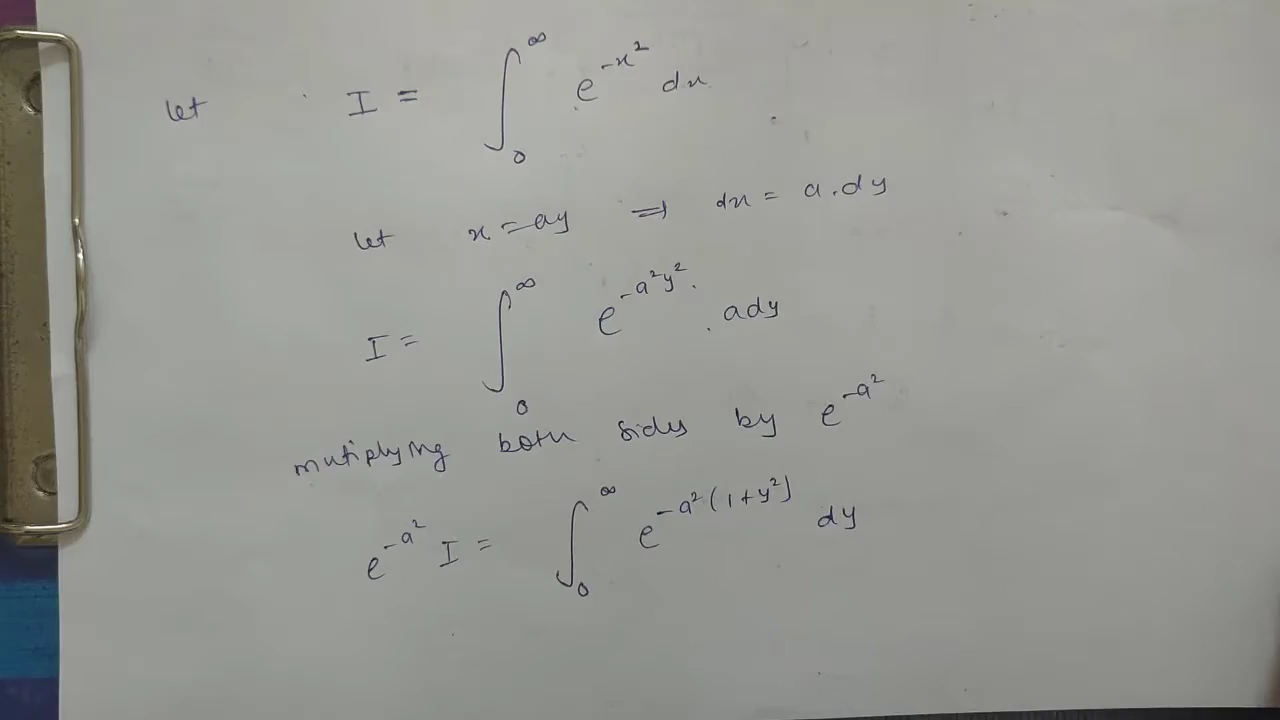 let I = ∫₀^∞ e^{-x²} dx
let x = ay ⇒ dx = a.dy
I = ∫₀^∞ e^{-a²y²}. ady
mutiplying both sides by e^{-a²}
e^{-a²} I = ∫₀^∞ e^{-a²(1+y²)} dy